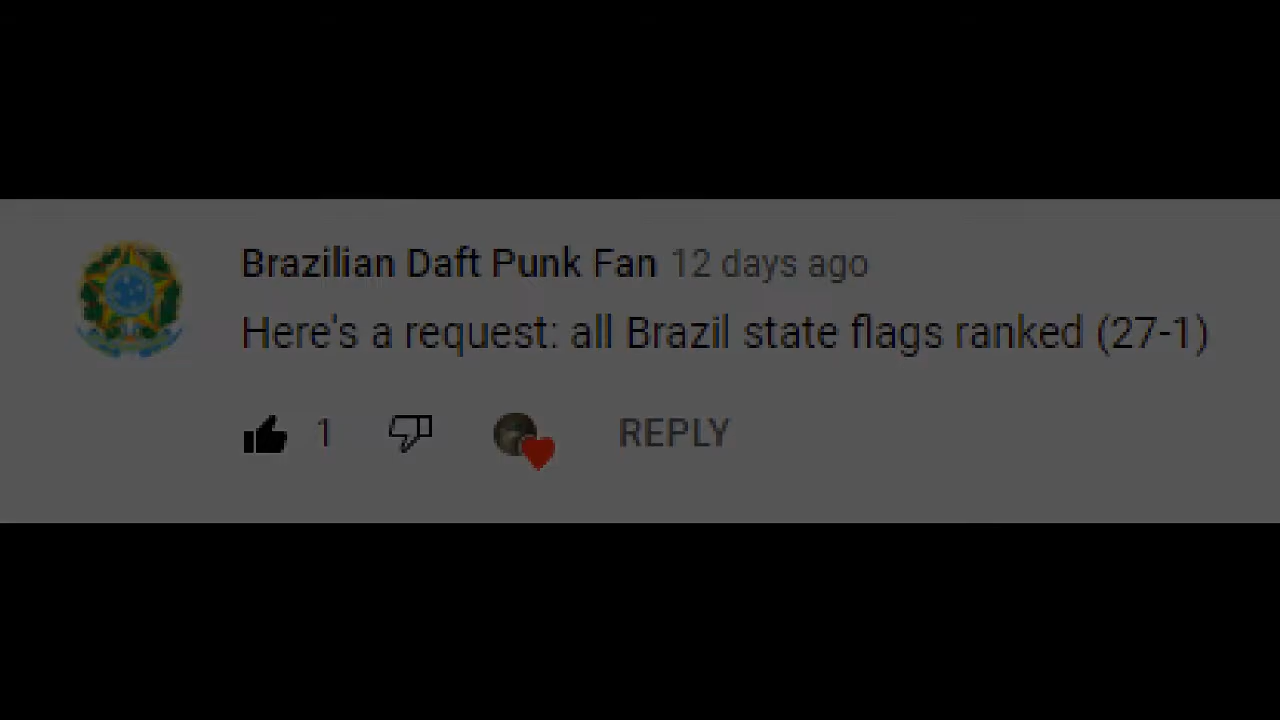 Brazilian Daft Punk Fan 12 days ago
Here's a request: all Brazil state flags ranked (27-1)
1 REPLY